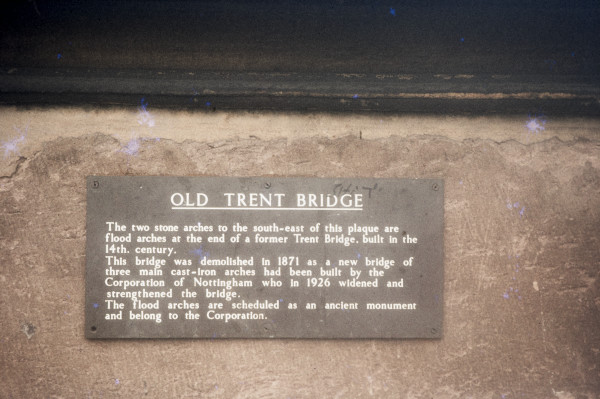 OLD TRENT BRIDGE
The two stone arches to the south-east of this plaque are
flood arches at the end of a former Trent Bridge, built in the
14th. century.
This bridge was demolished in 1871 as a new bridge of
three main cast-iron arches had been built by the
Corporation of Nottingham who in 1926 widened and
strengthened the bridge.
The flood arches are scheduled as an ancient monument
and belong to the Corporation.